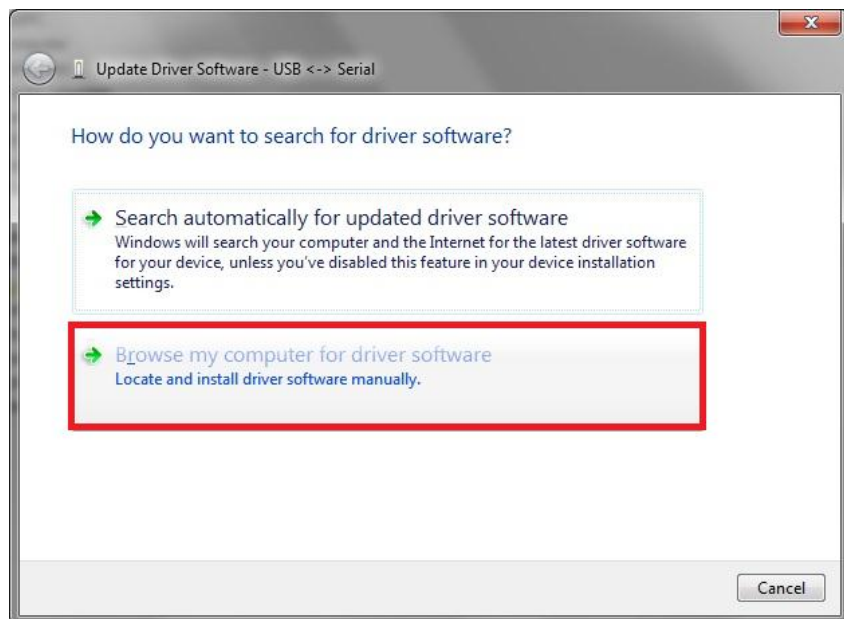 Update Driver Software - USB <-> Serial
How do you want to search for driver software?
Search automatically for updated driver software
Windows will search your computer and the Internet for the latest driver software
for your device, unless you've disabled this feature in your device installation
settings.
Browse my computer for driver software
Locate and install driver software manually.
Cancel